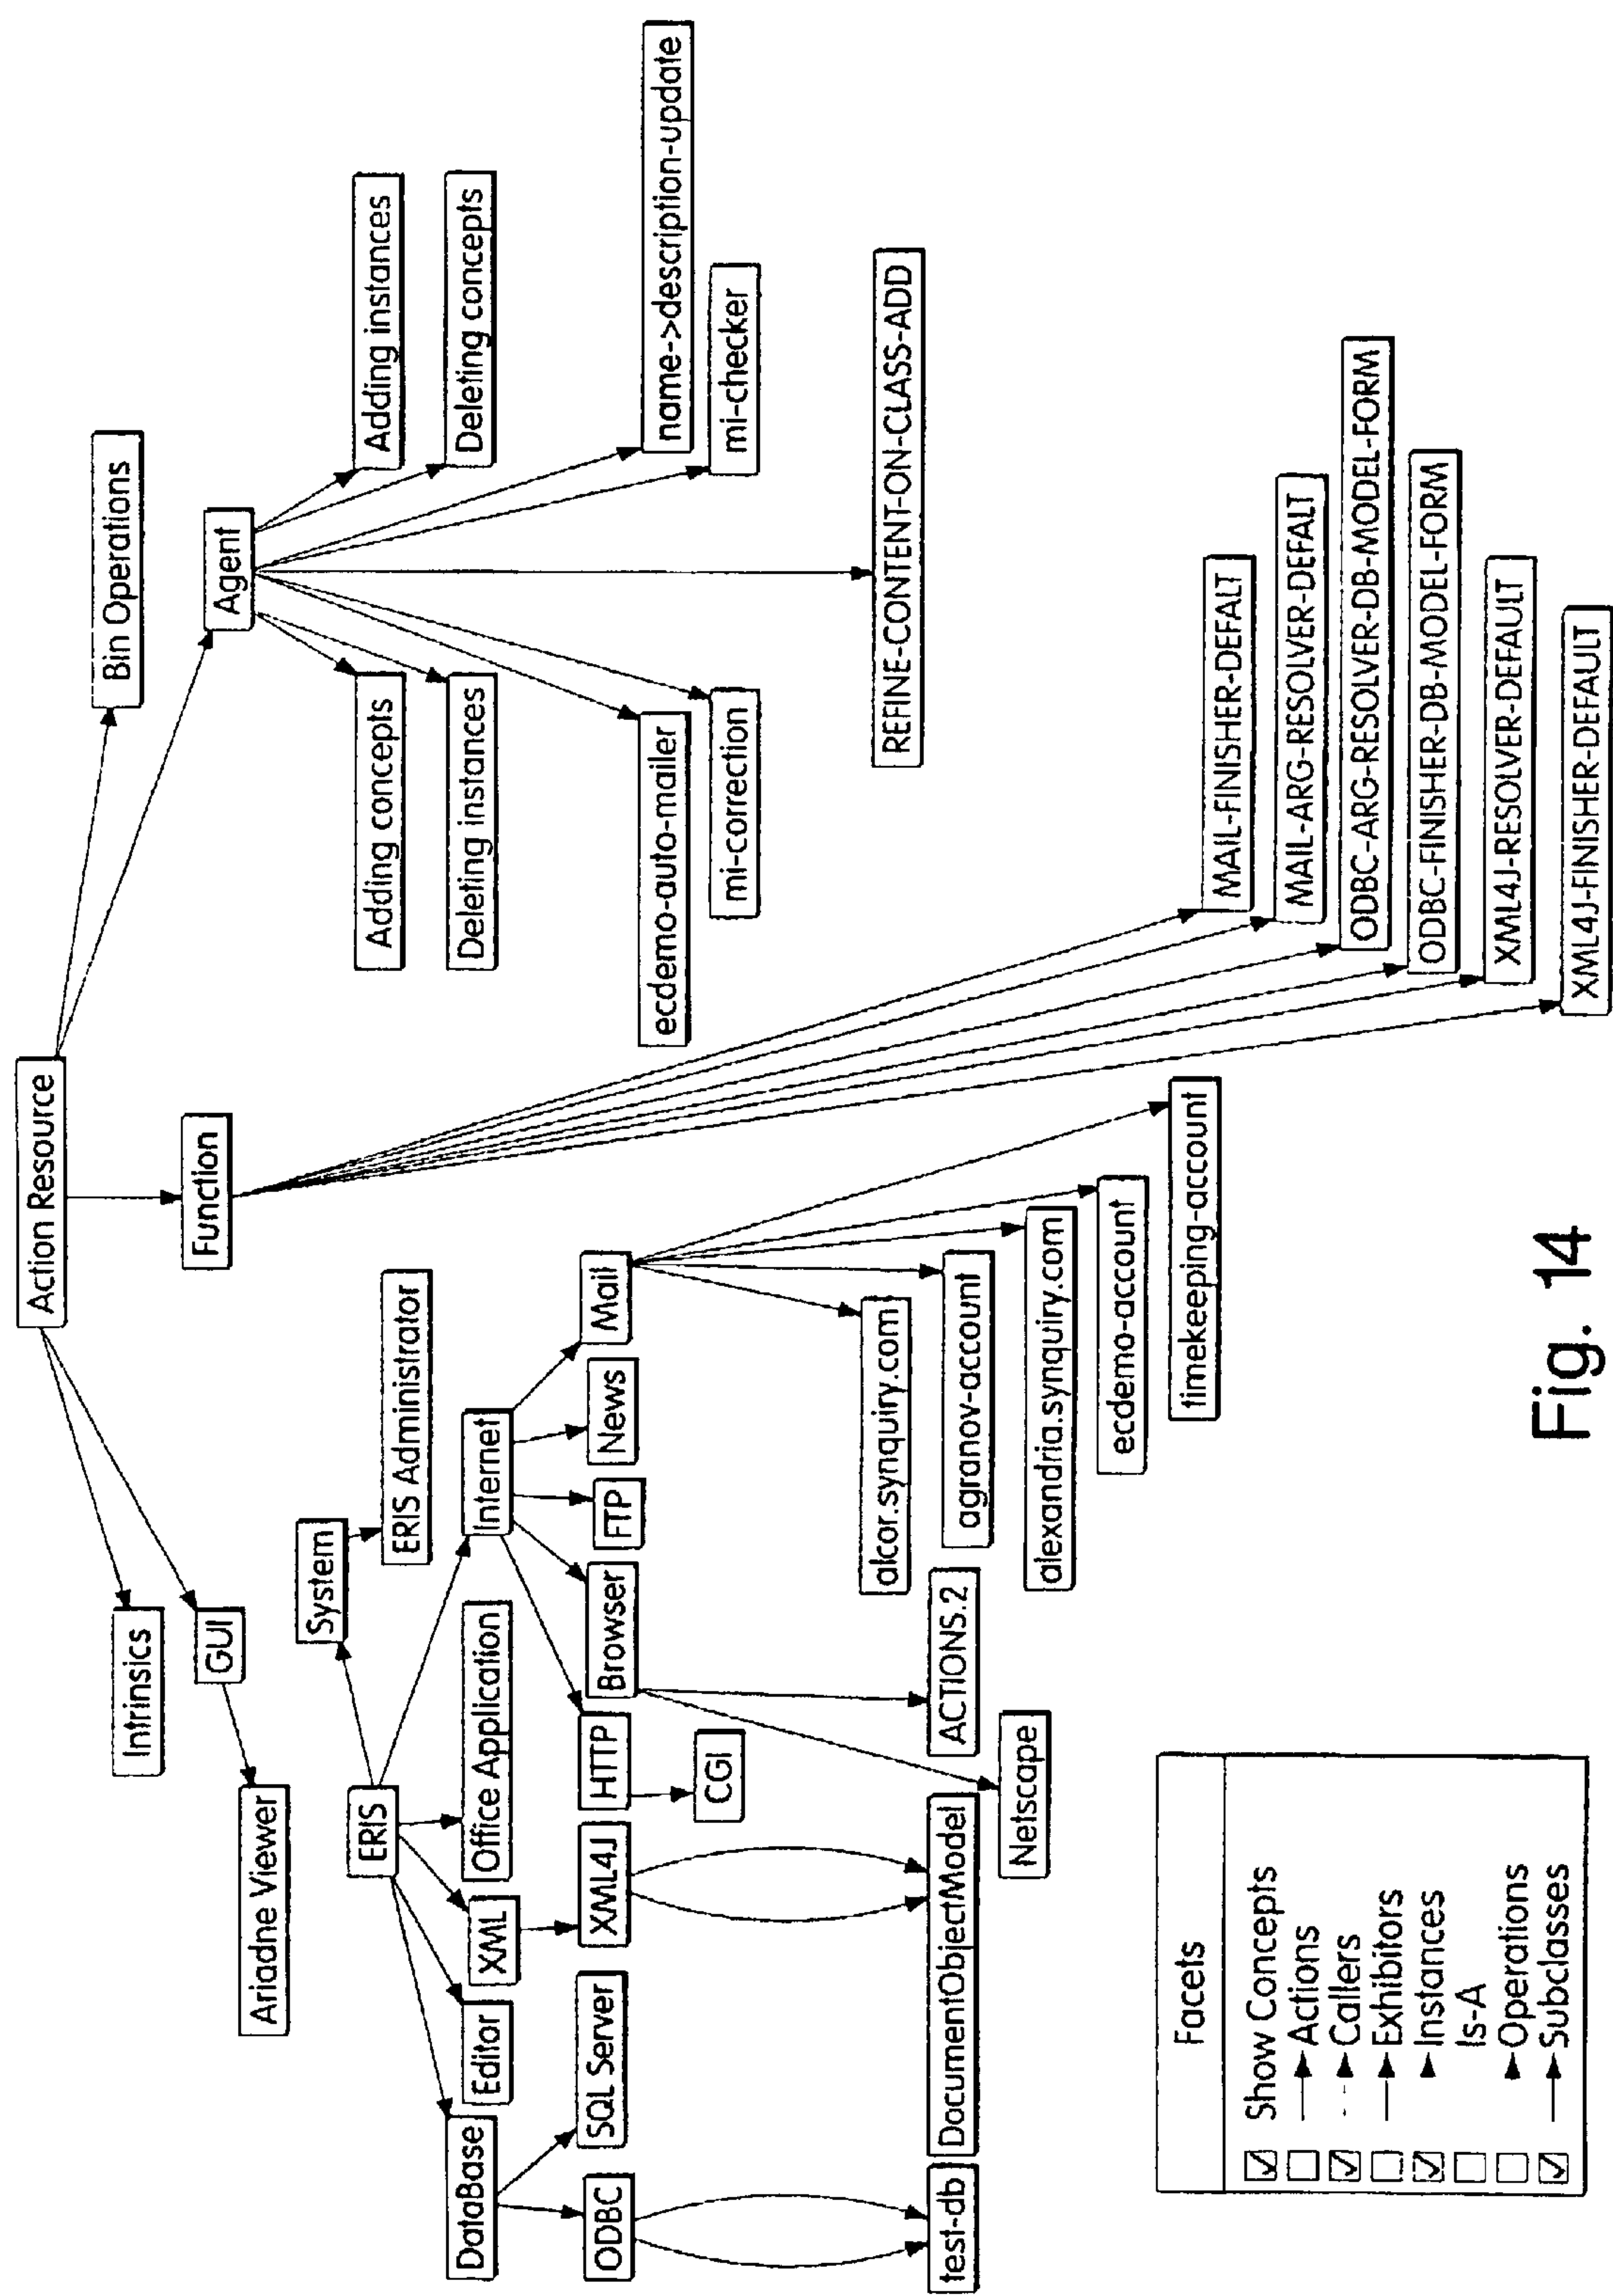 Action Resource
Bin Operations
Intrinsics
Function
GUI
Agent
Ariadne Viewer
System
ERIS
ERIS Administrator
Adding concepts
Adding instances
DataBase
Editor
XML
Office Application
Internet
Deleting instances
Deleting concepts
ODBC
SQL Server
XML4J
HTTP
Browser
FTP
News
Mail
ecdemo-auto-mailer
name->description-update
CGI
mi-correction
mi-checker
alcor.synquiry.com
REFINE-CONTENT-ON-CLASS-ADD
test-db
DocumentObjectModel
ACTIONS.2
agranov-account
Netscape
alexandria.synquiry.com
ecdemo-account
timekeeping-account
MAIL-FINISHER-DEFALT
MAIL-ARG-RESOLVER-DEFALT
ODBC-ARG-RESOLVER-DB-MODEL-FORM
ODBC-FINISHER-DB-MODEL-FORM
XML4J-RESOLVER-DEFAULT
XML4J-FINISHER-DEFAULT
Facets
Show Concepts
Actions
Callers
Exhibitors
Instances
Is-A
Operations
Subclasses
Fig. 14